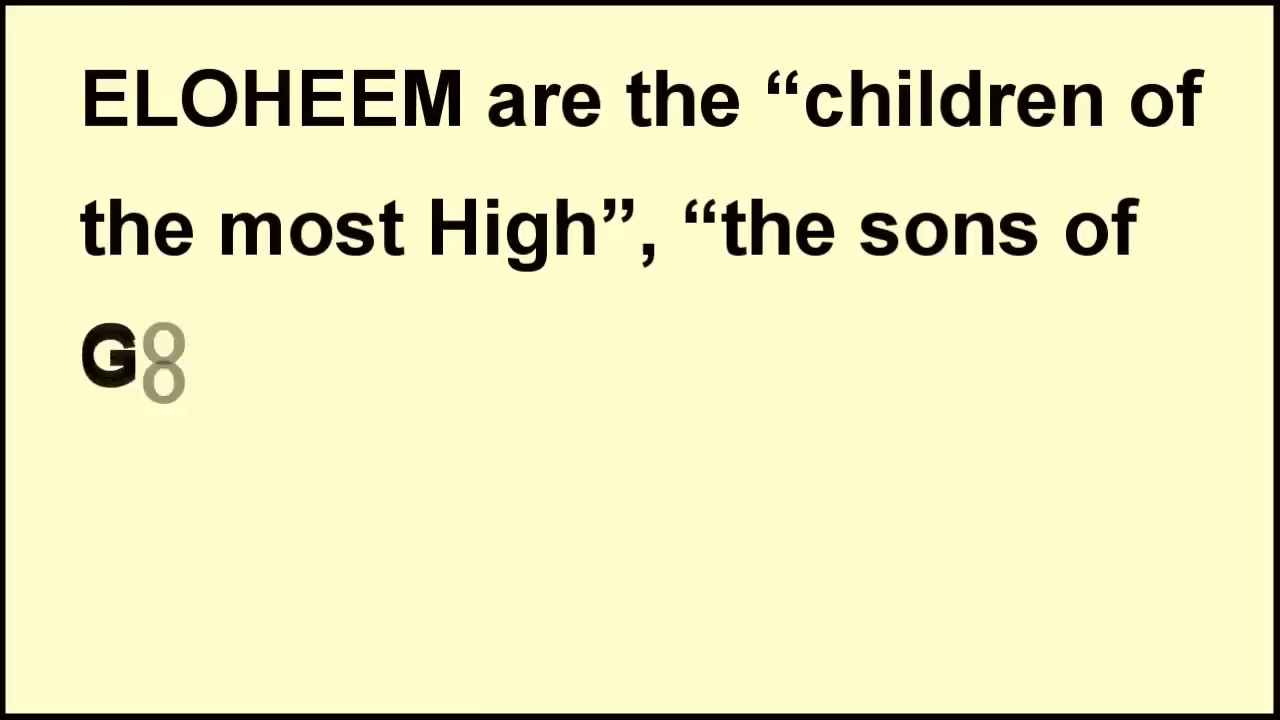 ELOHEEM are the “children of
the most High”, “the sons of
G